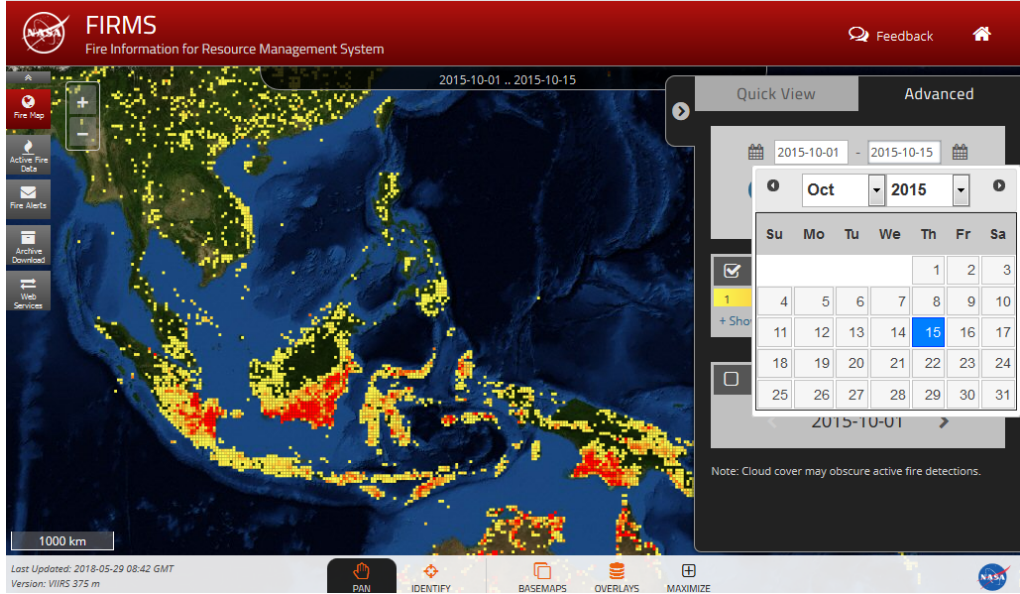 NASA
FIRMS
Fire Information for Resource Management System
Feedback
2015-10-01 .. 2015-10-15
Fire Map
Active Fire
Data
Fire Alerts
Archive
Download
Web
Services
+
−
Quick View
Advanced
2015-10-01 - 2015-10-15
Oct 2015
Su Mo Tu We Th Fr Sa
1 2 3
4 5 6 7 8 9 10
11 12 13 14 15 16 17
18 19 20 21 22 23 24
25 26 27 28 29 30 31
1
2015-10-01
Note: Cloud cover may obscure active fire detections.
1000 km
Last Updated: 2018-05-29 08:42 GMT
Version: VIIRS 375 m
PAN
IDENTIFY
BASEMAPS
OVERLAYS
MAXIMIZE
NASA